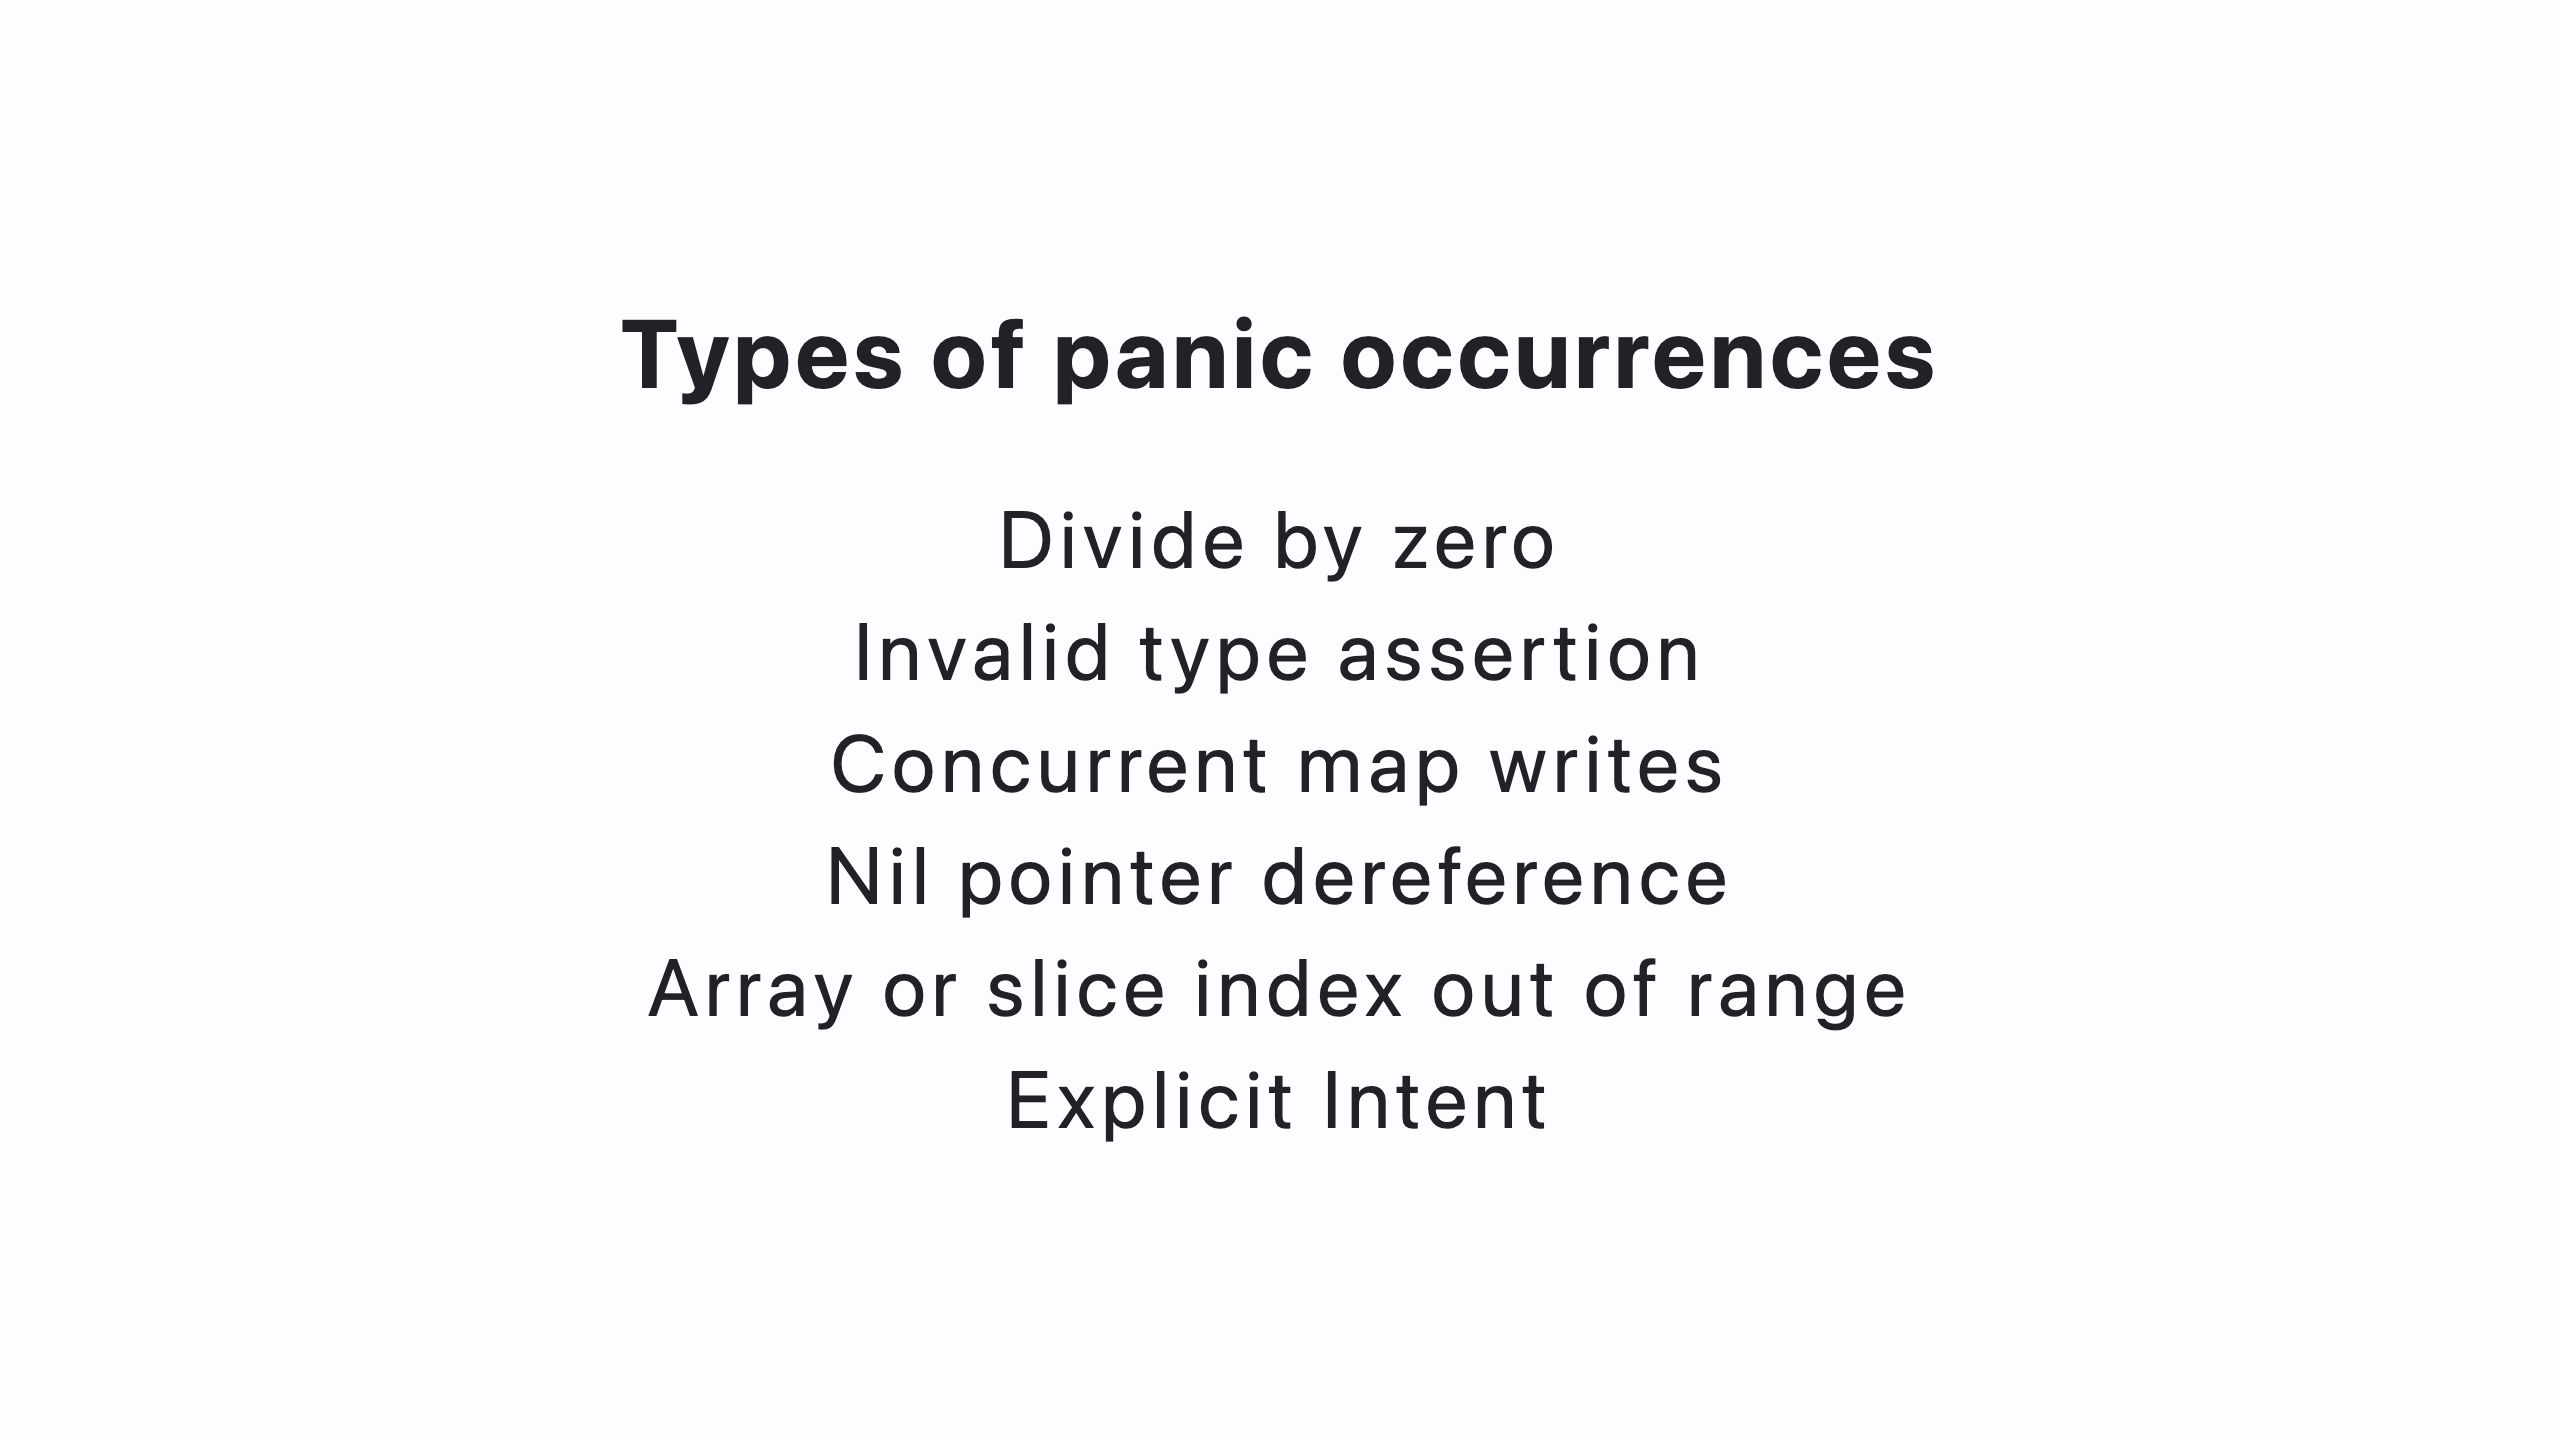 Types of panic occurrences
Divide by zero
Invalid type assertion
Concurrent map writes
Nil pointer dereference
Array or slice index out of range
Explicit Intent